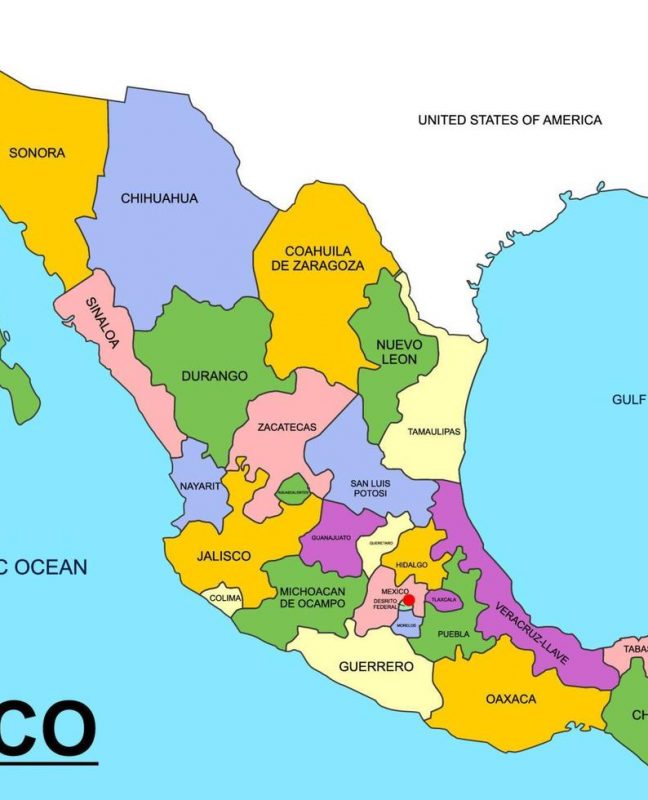 UNITED STATES OF AMERICA
SONORA
CHIHUAHUA
COAHUILA
DE ZARAGOZA
SINALOA
NUEVO
LEON
DURANGO
GULF
ZACATECAS
TAMAULIPAS
NAYARIT
SAN LUIS
POTOSI
AGUASCALIENTES
GUANAJUATO
QUERETARO
JALISCO
HIDALGO
C OCEAN
COLIMA
MICHOACAN
DE OCAMPO
MEXICO
DESRITO
FEDERAL
TLAXCALA
MORELOS
PUEBLA
VERACRUZ-LLAVE
TABAS
GUERRERO
OAXACA
CH
CO